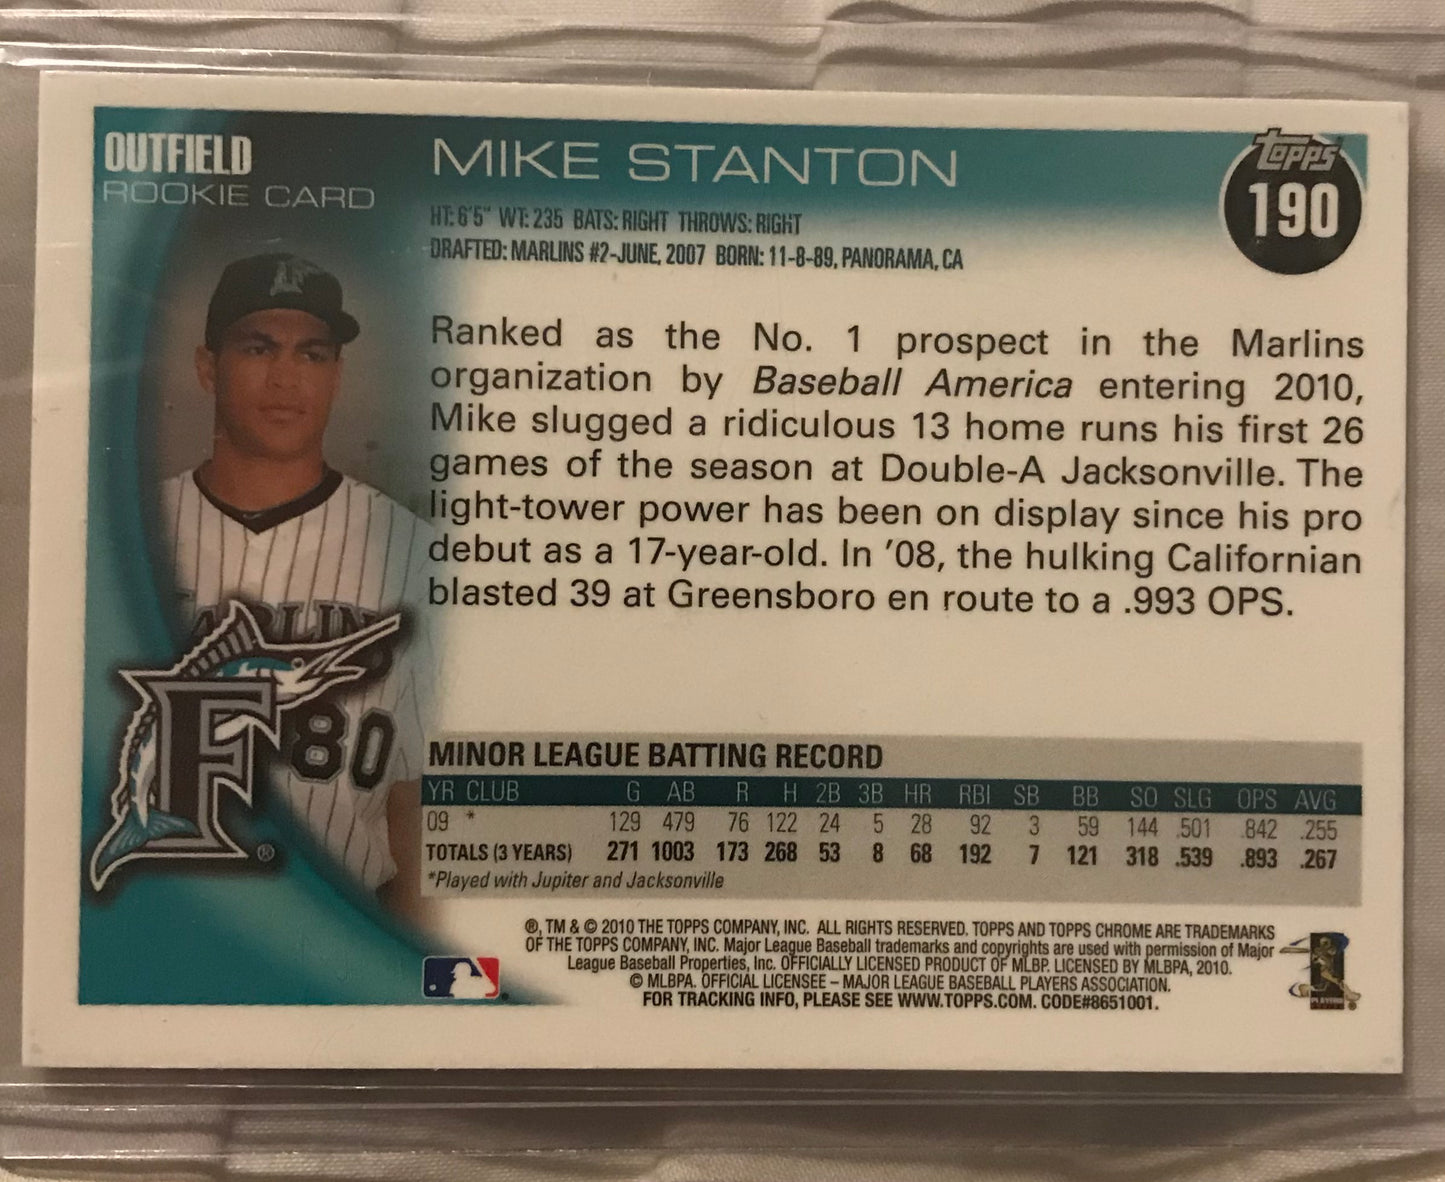 OUTFIELD
ROOKIE CARD
MIKE STANTON
HT: 6'5" WT: 235 BATS: RIGHT THROWS: RIGHT
DRAFTED: MARLINS #2-JUNE, 2007 BORN: 11-8-89, PANORAMA, CA
Topps
190
Ranked as the No. 1 prospect in the Marlins
organization by Baseball America entering 2010,
Mike slugged a ridiculous 13 home runs his first 26
games of the season at Double-A Jacksonville. The
light-tower power has been on display since his pro
debut as a 17-year-old. In '08, the hulking Californian
blasted 39 at Greensboro en route to a .993 OPS.
F
MARLINS
80
F
®
MINOR LEAGUE BATTING RECORD
YR CLUB G AB R H 2B 3B HR RBI SB BB SO SLG OPS AVG
09 * 129 479 76 122 24 5 28 92 3 59 144 .501 .842 .255
TOTALS (3 YEARS) 271 1003 173 268 53 8 68 192 7 121 318 .539 .893 .267
*Played with Jupiter and Jacksonville
®, TM & © 2010 THE TOPPS COMPANY, INC. ALL RIGHTS RESERVED. TOPPS AND TOPPS CHROME ARE TRADEMARKS
OF THE TOPPS COMPANY, INC. Major League Baseball trademarks and copyrights are used with permission of Major
League Baseball Properties, Inc. OFFICIALLY LICENSED PRODUCT OF MLBP. LICENSED BY MLBPA, 2010.
© MLBPA. OFFICIAL LICENSEE – MAJOR LEAGUE BASEBALL PLAYERS ASSOCIATION.
FOR TRACKING INFO, PLEASE SEE WWW.TOPPS.COM. CODE#8651001.
PLAYERS